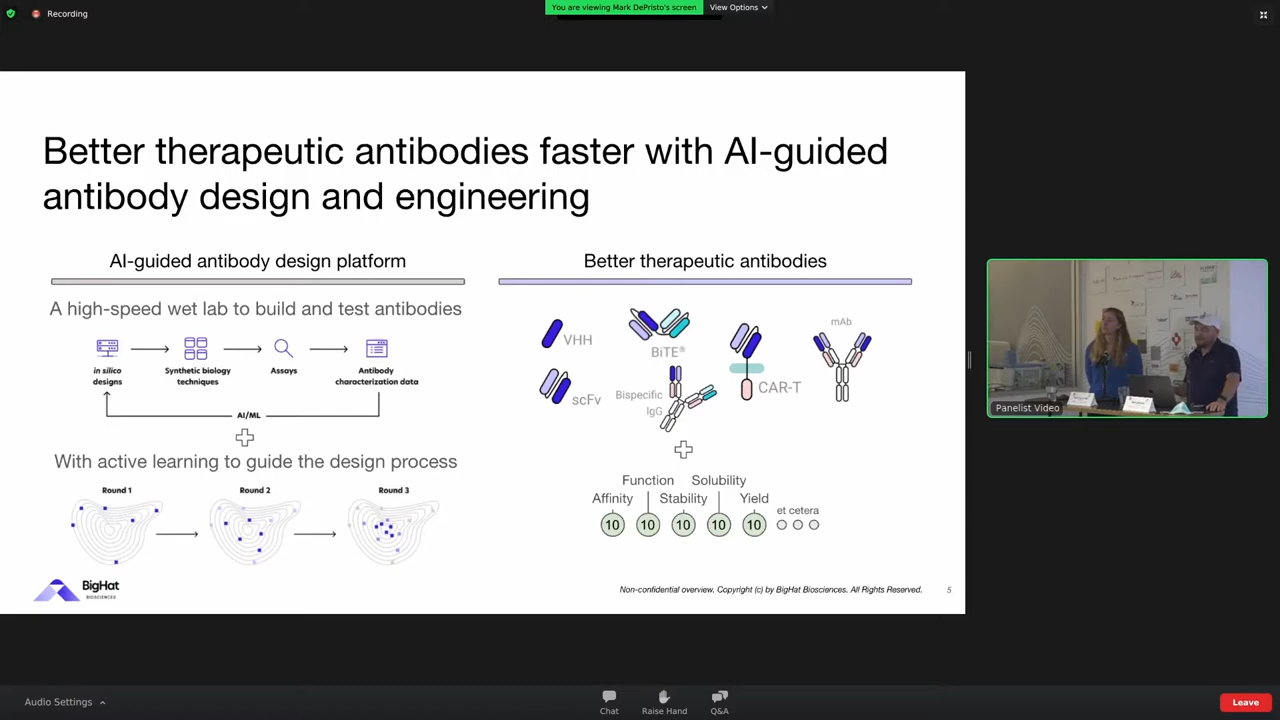 Recording
You are viewing Mark DePristo's screen
View Options
Better therapeutic antibodies faster with AI-guided
antibody design and engineering
AI-guided antibody design platform
A high-speed wet lab to build and test antibodies
in silico
designs
Synthetic biology
techniques
Assays
Antibody
characterization data
AI/ML
With active learning to guide the design process
Round 1
Round 2
Round 3
Better therapeutic antibodies
VHH
BiTE®
scFv
Bispecific
IgG
CAR-T
mAb
Function
Solubility
Affinity
Stability
Yield
et cetera
10
10
10
10
10
BigHat
BIOSCIENCES
Non-confidential overview. Copyright (c) by BigHat Biosciences. All Rights Reserved.
5
Panelist Video
Audio Settings
Chat
Raise Hand
Q&A
Leave